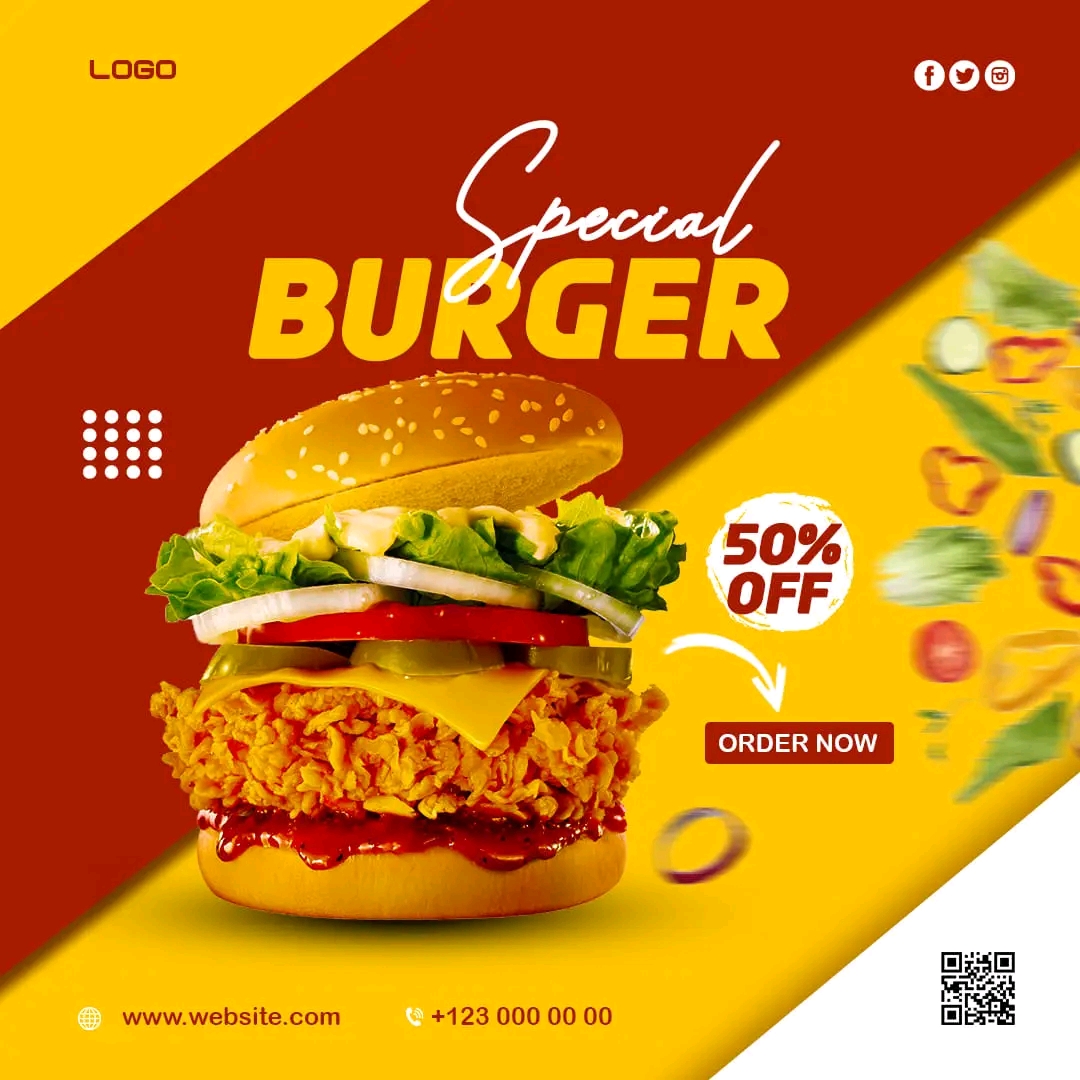 LOGO
Special
BURGER
50%
OFF
ORDER NOW
www.website.com
+123 000 00 00